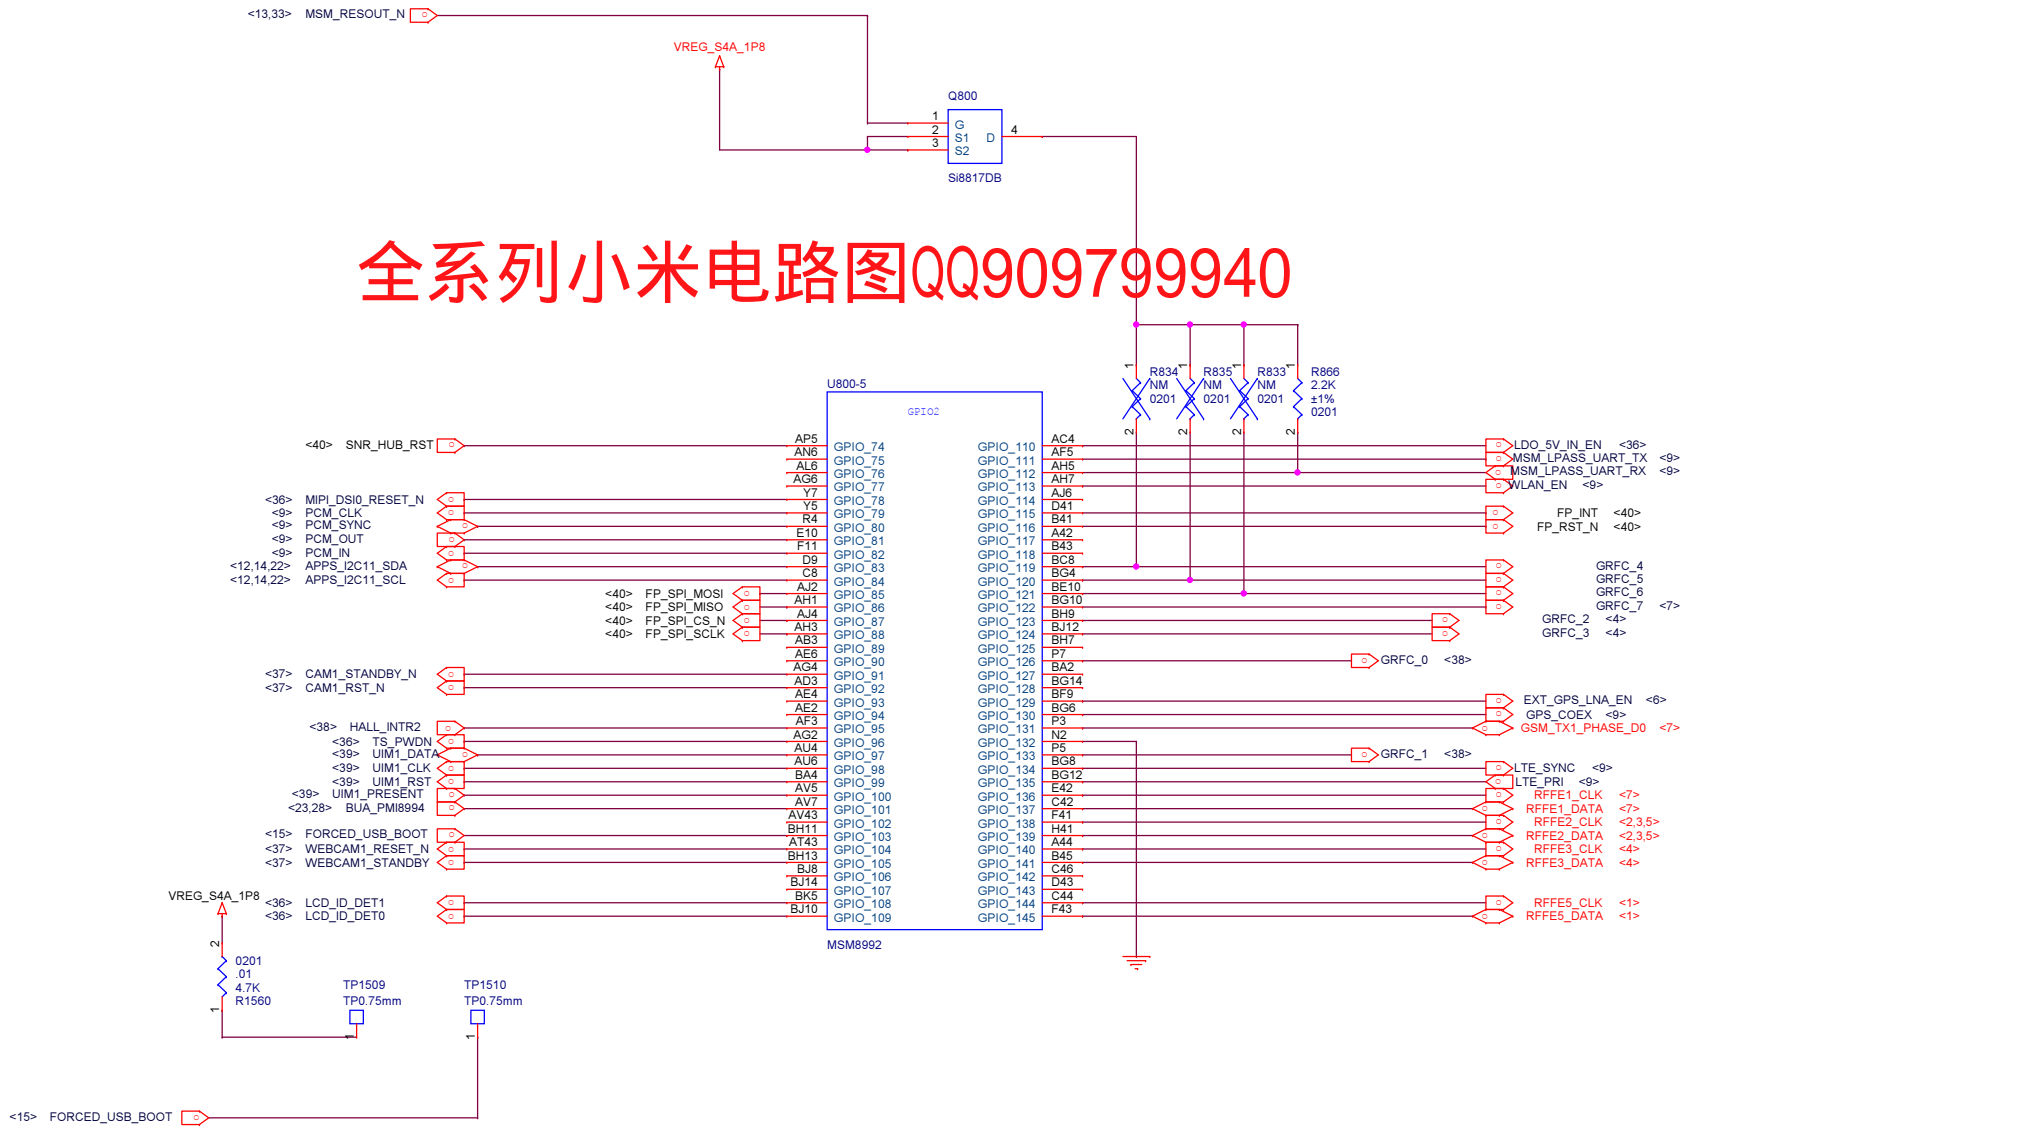 <13,33> MSM_RESOUT_N
VREG_S4A_1P8
Q800
1 G
2 S1 D 4
3 S2
Si8817DB
全系列小米电路图QQ909799940
1 R834 NM 0201 2
1 R835 NM 0201 2
1 R833 NM 0201 2
1 R866 2.2K ±1% 0201 2
U800-5
GPIO2
<40> SNR_HUB_RST AP5 GPIO_74 GPIO_110 AC4 LDO_5V_IN_EN <36>
AN6 GPIO_75 GPIO_111 AF5 MSM_LPASS_UART_TX <9>
AL6 GPIO_76 GPIO_112 AH5 MSM_LPASS_UART_RX <9>
AG6 GPIO_77 GPIO_113 AH7 WLAN_EN <9>
<36> MIPI_DSI0_RESET_N Y7 GPIO_78 GPIO_114 AJ6
<9> PCM_CLK Y5 GPIO_79 GPIO_115 D41 FP_INT <40>
<9> PCM_SYNC R4 GPIO_80 GPIO_116 B41 FP_RST_N <40>
<9> PCM_OUT E10 GPIO_81 GPIO_117 A42
<9> PCM_IN F11 GPIO_82 GPIO_118 B43
<12,14,22> APPS_I2C11_SDA D9 GPIO_83 GPIO_119 BC8 GRFC_4
<12,14,22> APPS_I2C11_SCL C8 GPIO_84 GPIO_120 BG4 GRFC_5
<40> FP_SPI_MOSI AJ2 GPIO_85 GPIO_121 BE10 GRFC_6
<40> FP_SPI_MISO AH1 GPIO_86 GPIO_122 BG10 GRFC_7 <7>
<40> FP_SPI_CS_N AJ4 GPIO_87 GPIO_123 BH9 GRFC_2 <4>
<40> FP_SPI_SCLK AH3 GPIO_88 GPIO_124 BJ12 GRFC_3 <4>
AB3 GPIO_89 GPIO_125 BH7
AE6 GPIO_90 GPIO_126 P7 GRFC_0 <38>
<37> CAM1_STANDBY_N AG4 GPIO_91 GPIO_127 BA2
<37> CAM1_RST_N AD3 GPIO_92 GPIO_128 BG14
AE4 GPIO_93 GPIO_129 BF9 EXT_GPS_LNA_EN <6>
AE2 GPIO_94 GPIO_130 BG6 GPS_COEX <9>
<38> HALL_INTR2 AF3 GPIO_95 GPIO_131 P3 GSM_TX1_PHASE_D0 <7>
<36> TS_PWDN AG2 GPIO_96 GPIO_132 N2
<39> UIM1_DATA AU4 GPIO_97 GPIO_133 P5 GRFC_1 <38>
<39> UIM1_CLK AU6 GPIO_98 GPIO_134 BG8 LTE_SYNC <9>
<39> UIM1_RST BA4 GPIO_99 GPIO_135 BG12 LTE_PRI <9>
<39> UIM1_PRESENT AV5 GPIO_100 GPIO_136 E42 RFFE1_CLK <7>
<23,28> BUA_PMI8994 AV7 GPIO_101 GPIO_137 C42 RFFE1_DATA <7>
AV43 GPIO_102 GPIO_138 F41 RFFE2_CLK <2,3,5>
<15> FORCED_USB_BOOT BH11 GPIO_103 GPIO_139 H41 RFFE2_DATA <2,3,5>
<37> WEBCAM1_RESET_N AT43 GPIO_104 GPIO_140 A44 RFFE3_CLK <4>
<37> WEBCAM1_STANDBY BH13 GPIO_105 GPIO_141 B45 RFFE3_DATA <4>
BJ8 GPIO_106 GPIO_142 C46
BJ14 GPIO_107 GPIO_143 D43
<36> LCD_ID_DET1 BK5 GPIO_108 GPIO_144 C44 RFFE5_CLK <1>
<36> LCD_ID_DET0 BJ10 GPIO_109 GPIO_145 F43 RFFE5_DATA <1>
MSM8992
VREG_S4A_1P8
2
0201
.01
4.7K
R1560
1
TP1509
TP0.75mm
1
TP1510
TP0.75mm
1
<15> FORCED_USB_BOOT